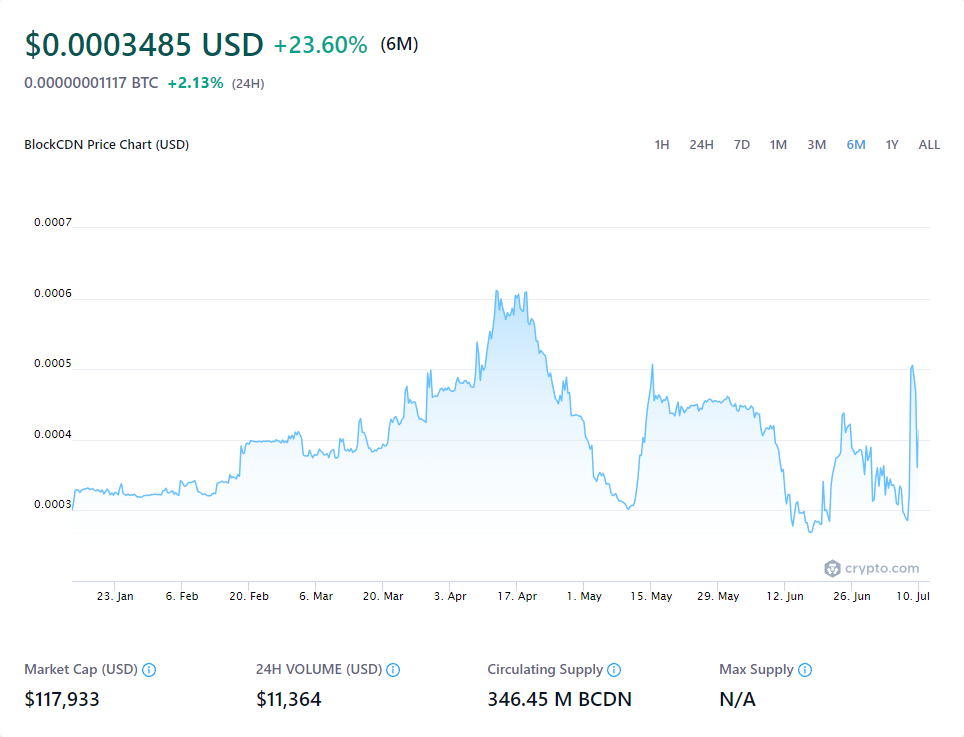 $0.0003485 USD +23.60% (6M)
0.00000001117 BTC +2.13% (24H)
BlockCDN Price Chart (USD) 1H 24H 7D 1M 3M 6M 1Y ALL
0.0007
0.0006
0.0005
0.0004
0.0003
crypto.com
23. Jan 6. Feb 20. Feb 6. Mar 20. Mar 3. Apr 17. Apr 1. May 15. May 29. May 12. Jun 26. Jun 10. Jul
Market Cap (USD) 24H VOLUME (USD) Circulating Supply Max Supply
$117,933 $11,364 346.45 M BCDN N/A